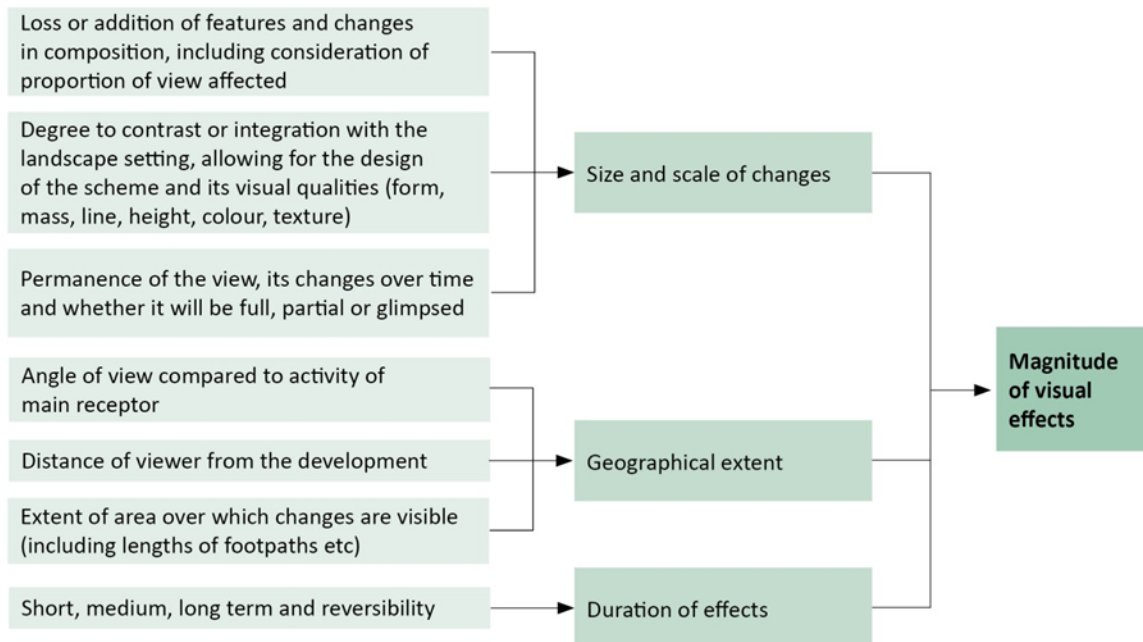 Loss or addition of features and changes
in composition, including consideration of
proportion of view affected
Degree to contrast or integration with the
landscape setting, allowing for the design
of the scheme and its visual qualities (form,
mass, line, height, colour, texture)
Permanence of the view, its changes over time
and whether it will be full, partial or glimpsed
Size and scale of changes
Angle of view compared to activity of
main receptor
Distance of viewer from the development
Extent of area over which changes are visible
(including lengths of footpaths etc)
Geographical extent
Short, medium, long term and reversibility
Duration of effects
Magnitude
of visual
effects